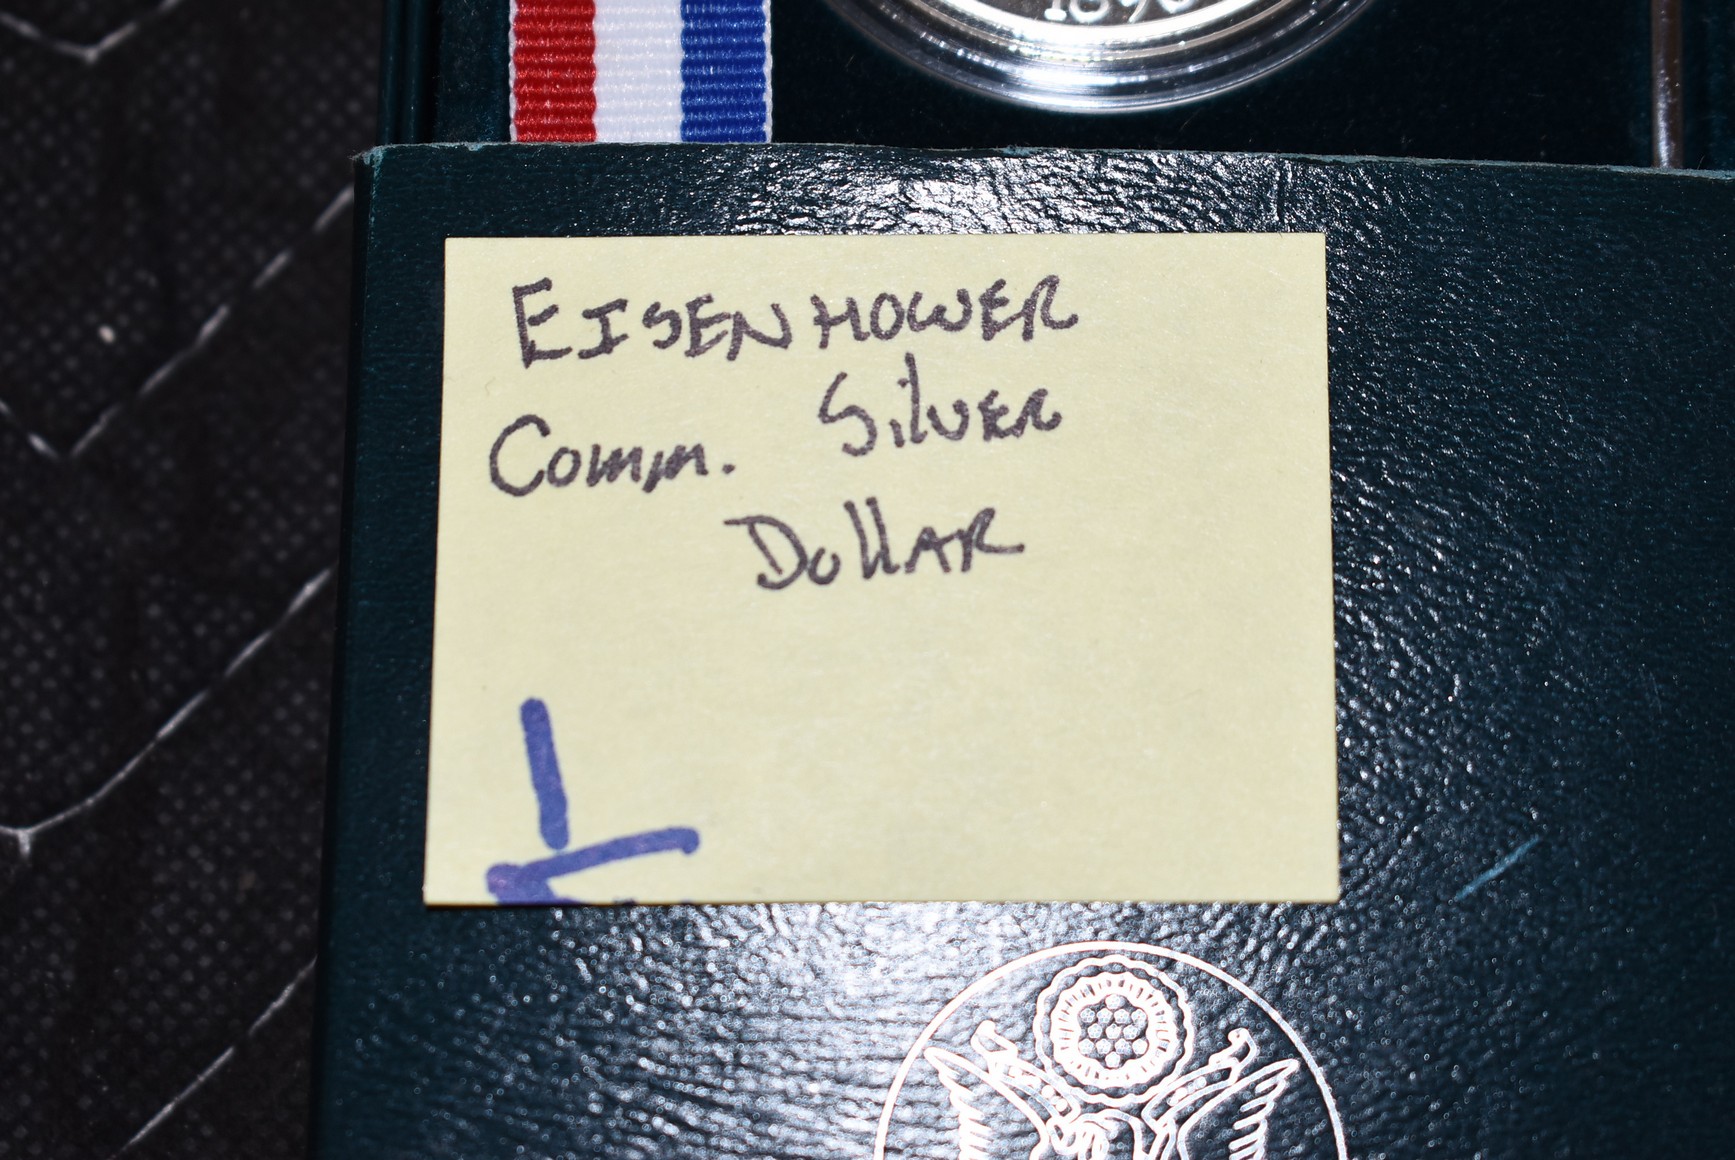 EISENHOWER
Comm. Silver
Dollar